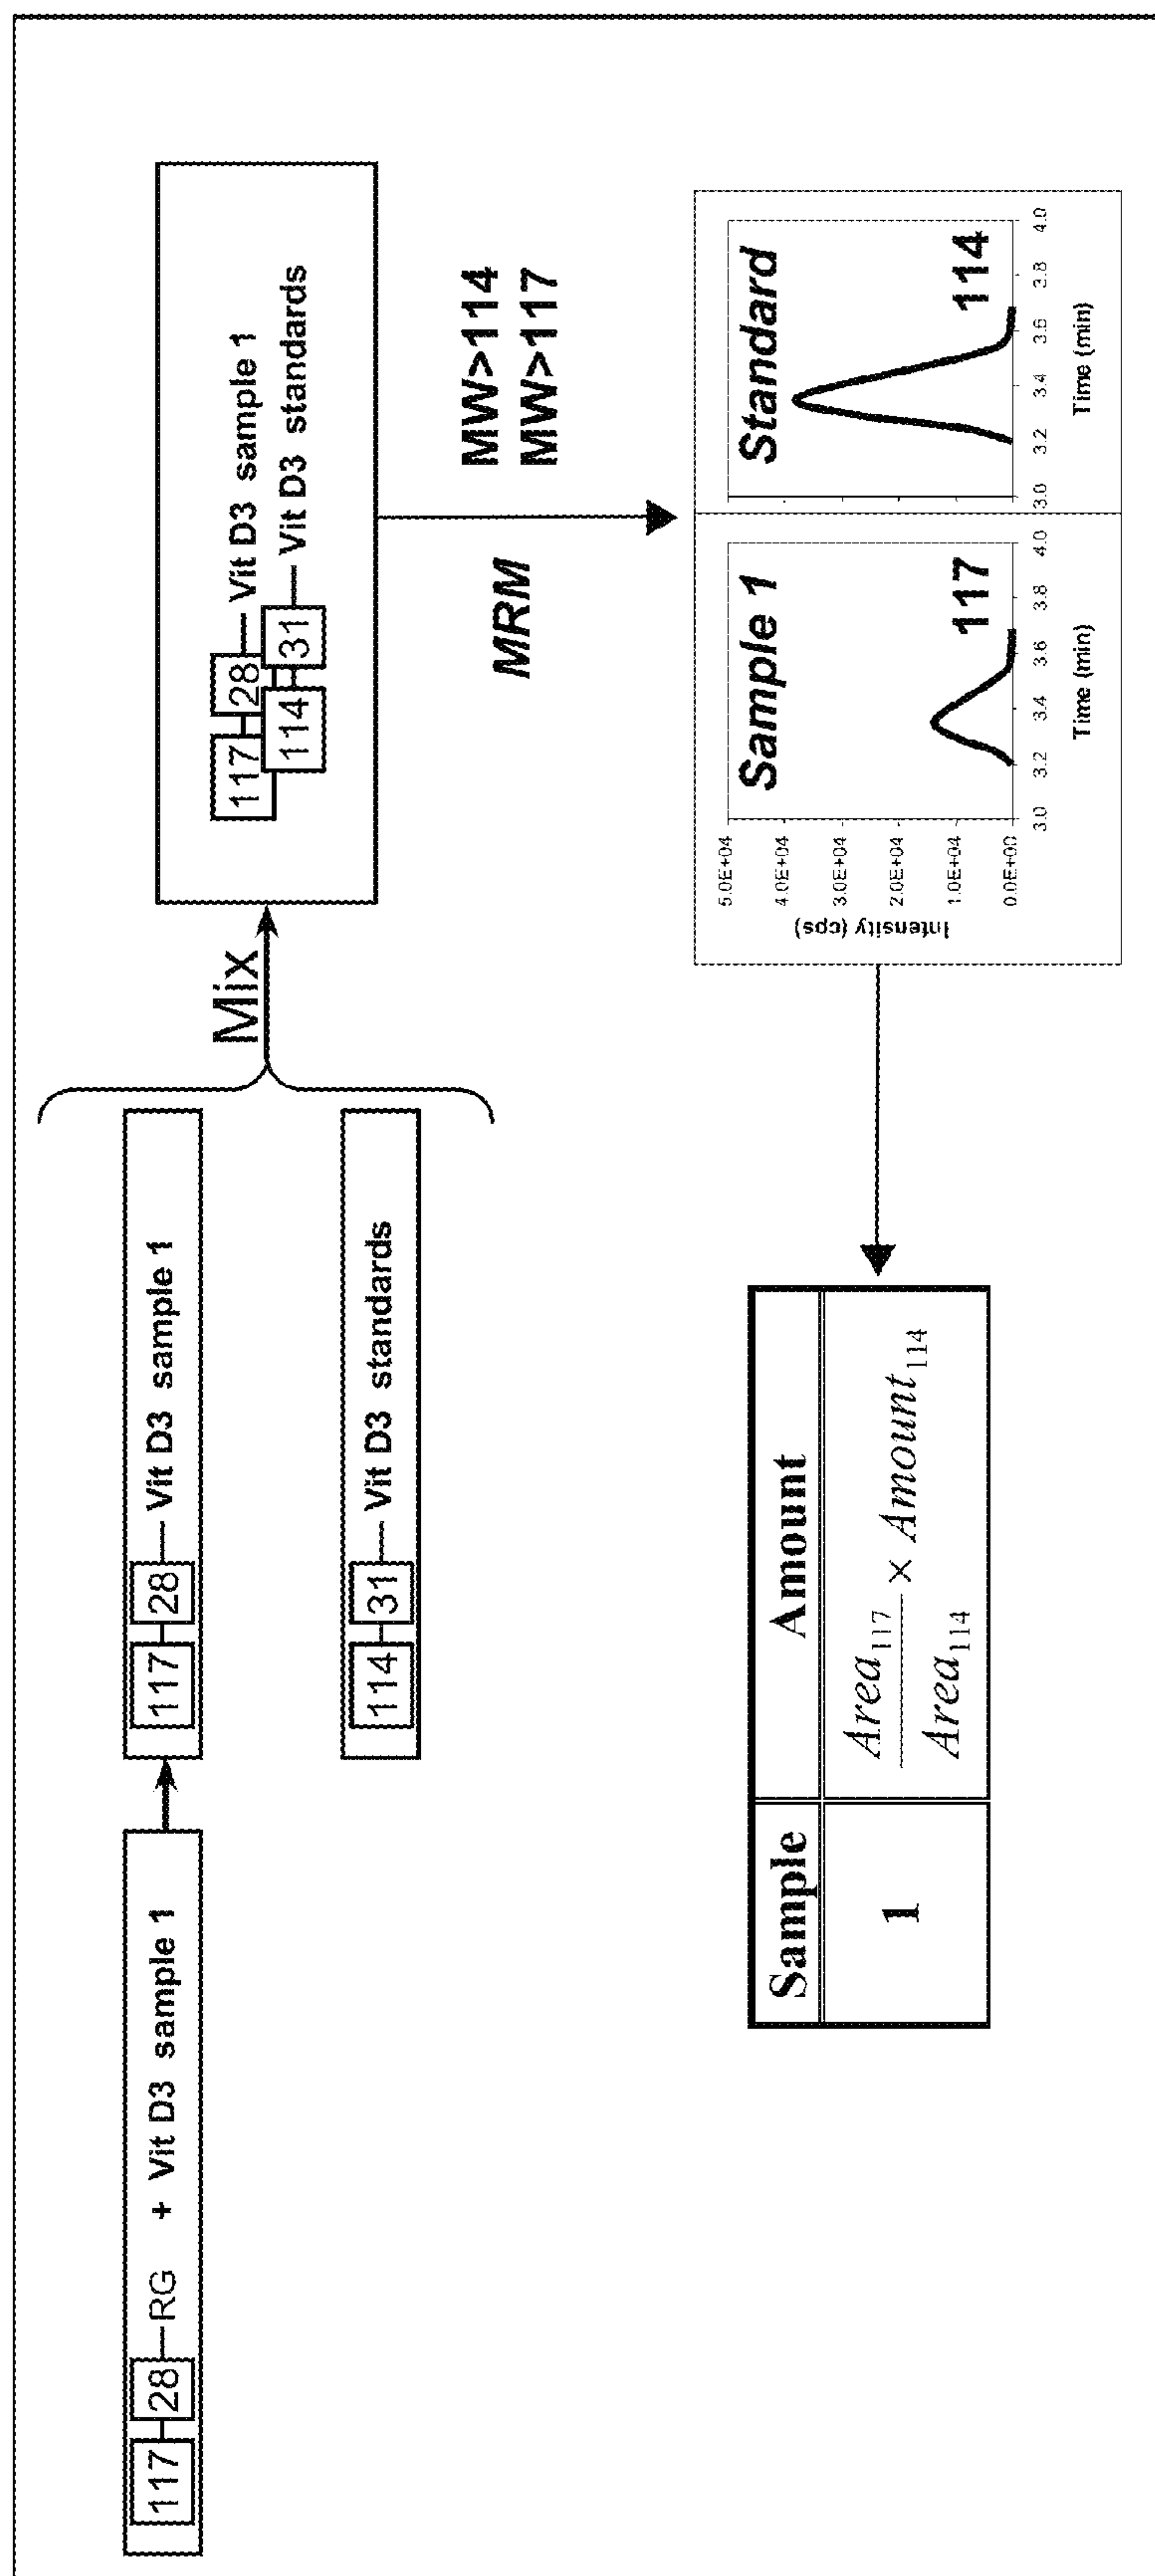 117 28 RG + Vit D3 sample 1
117 28 Vit D3 sample 1
114 31 Vit D3 standards
Mix
117 28 Vit D3 sample 1
114 31 Vit D3 standards
MRM
MW>114
MW>117
Sample 1
117
Intensity (cps)
5.0E+04
4.0E+04
3.0E+04
2.0E+04
1.0E+04
0.0E+00
3.0 3.2 3.4 3.6 3.8 4.0
Time (min)
Standard
114
3.0 3.2 3.4 3.6 3.8 4.0
Time (min)
Sample Amount
1 Area117 / Area114 × Amount114